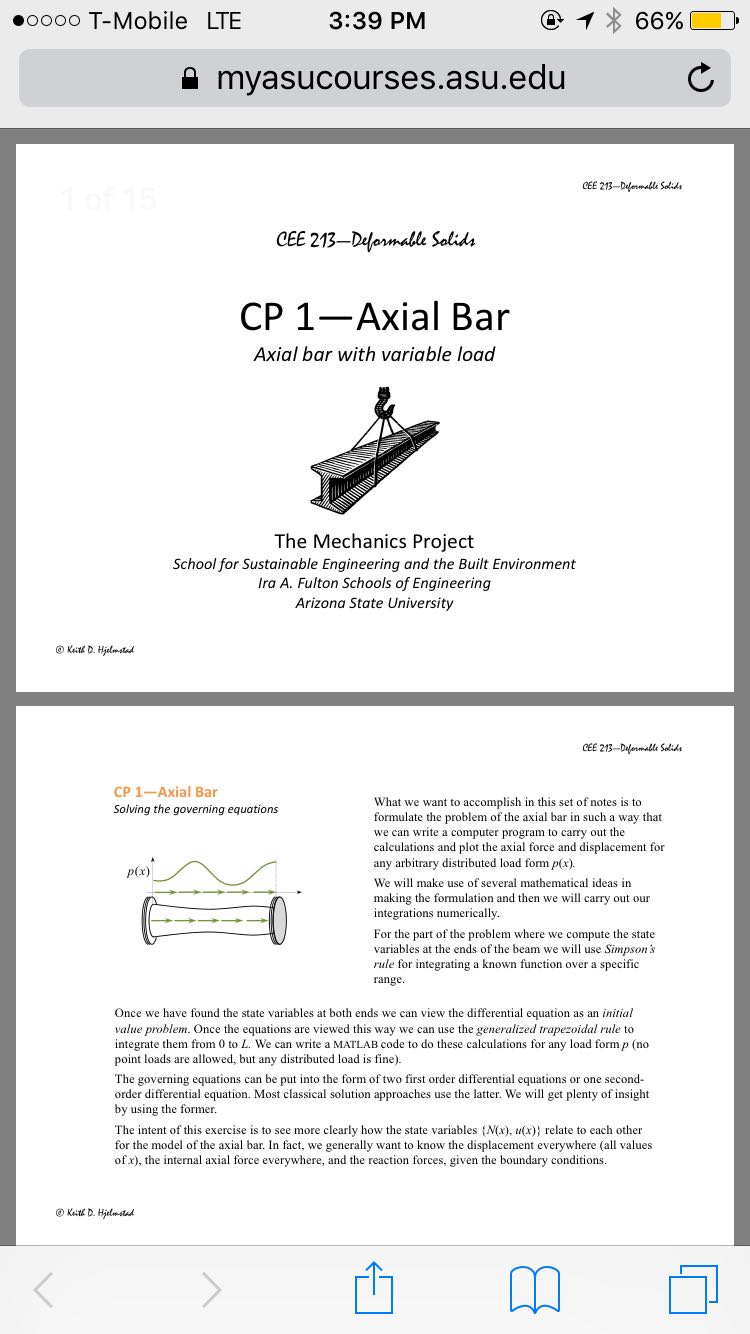 T-Mobile LTE 3:39 PM 66%
myasucourses.asu.edu
1 of 15
CEE 213—Deformable Solids
CEE 213—Deformable Solids
CP 1—Axial Bar
Axial bar with variable load
The Mechanics Project
School for Sustainable Engineering and the Built Environment
Ira A. Fulton Schools of Engineering
Arizona State University
© Keith D. Hjelmstad
CEE 213—Deformable Solids
CP 1—Axial Bar
Solving the governing equations
p(x)
What we want to accomplish in this set of notes is to
formulate the problem of the axial bar in such a way that
we can write a computer program to carry out the
calculations and plot the axial force and displacement for
any arbitrary distributed load form p(x).
We will make use of several mathematical ideas in
making the formulation and then we will carry out our
integrations numerically.
For the part of the problem where we compute the state
variables at the ends of the beam we will use Simpson's
rule for integrating a known function over a specific
range.
Once we have found the state variables at both ends we can view the differential equation as an initial
value problem. Once the equations are viewed this way we can use the generalized trapezoidal rule to
integrate them from 0 to L. We can write a MATLAB code to do these calculations for any load form p (no
point loads are allowed, but any distributed load is fine).
The governing equations can be put into the form of two first order differential equations or one second-
order differential equation. Most classical solution approaches use the latter. We will get plenty of insight
by using the former.
The intent of this exercise is to see more clearly how the state variables {N(x), u(x)} relate to each other
for the model of the axial bar. In fact, we generally want to know the displacement everywhere (all values
of x), the internal axial force everywhere, and the reaction forces, given the boundary conditions.
© Keith D. Hjelmstad